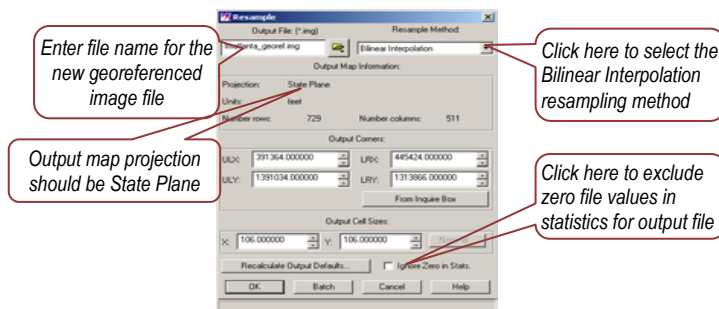 Resample
Output File: (*.img)
Resample Method:
Enter file name for the
new georeferenced
image file
atlanta_georef.img
Bilinear Interpolation
Click here to select the
Bilinear Interpolation
resampling method
Output Map Information:
Projection: State Plane
Units: feet
Number rows: 729 Number columns: 511
Output map projection
should be State Plane
Output Corners:
ULX: 391364.000000 LRX: 445424.000000
ULY: 1391034.000000 LRY: 1313866.000000
From Inquire Box
Click here to exclude
zero file values in
statistics for output file
Output Cell Sizes:
X: 106.000000 Y: 106.000000
Recalculate Output Defaults... Ignore Zero in Stats.
OK Batch Cancel Help